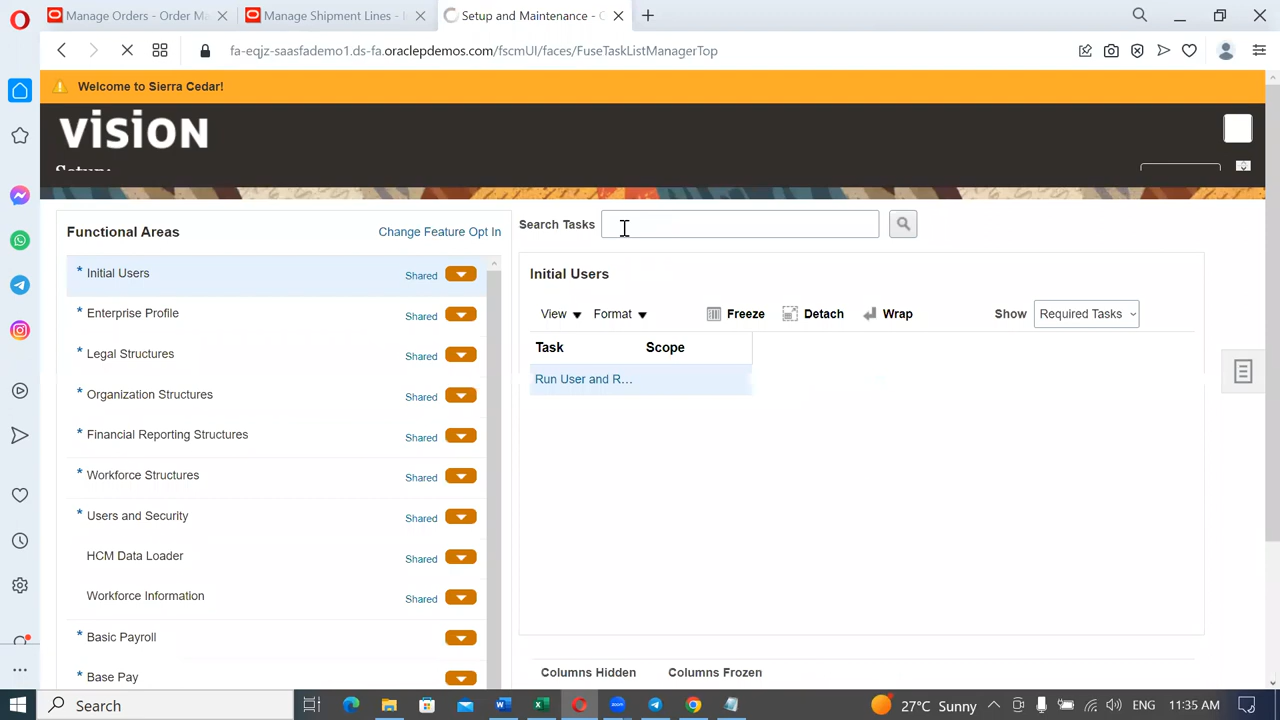 Manage Orders - Order Ma
Manage Shipment Lines -
Setup and Maintenance - O
fa-eqjz-saasfademo1.ds-fa.oraclepdemos.com/fscmUI/faces/FuseTaskListManagerTop
Welcome to Sierra Cedar!
VISION
Setup:
Functional Areas
Change Feature Opt In
Search Tasks
* Initial Users Shared
* Enterprise Profile Shared
* Legal Structures Shared
* Organization Structures Shared
* Financial Reporting Structures Shared
* Workforce Structures Shared
* Users and Security Shared
HCM Data Loader Shared
Workforce Information Shared
* Basic Payroll
* Base Pay
Initial Users
View Format Freeze Detach Wrap Show Required Tasks
Task Scope
Run User and R...
Columns Hidden Columns Frozen
Search
27°C Sunny
ENG
11:35 AM